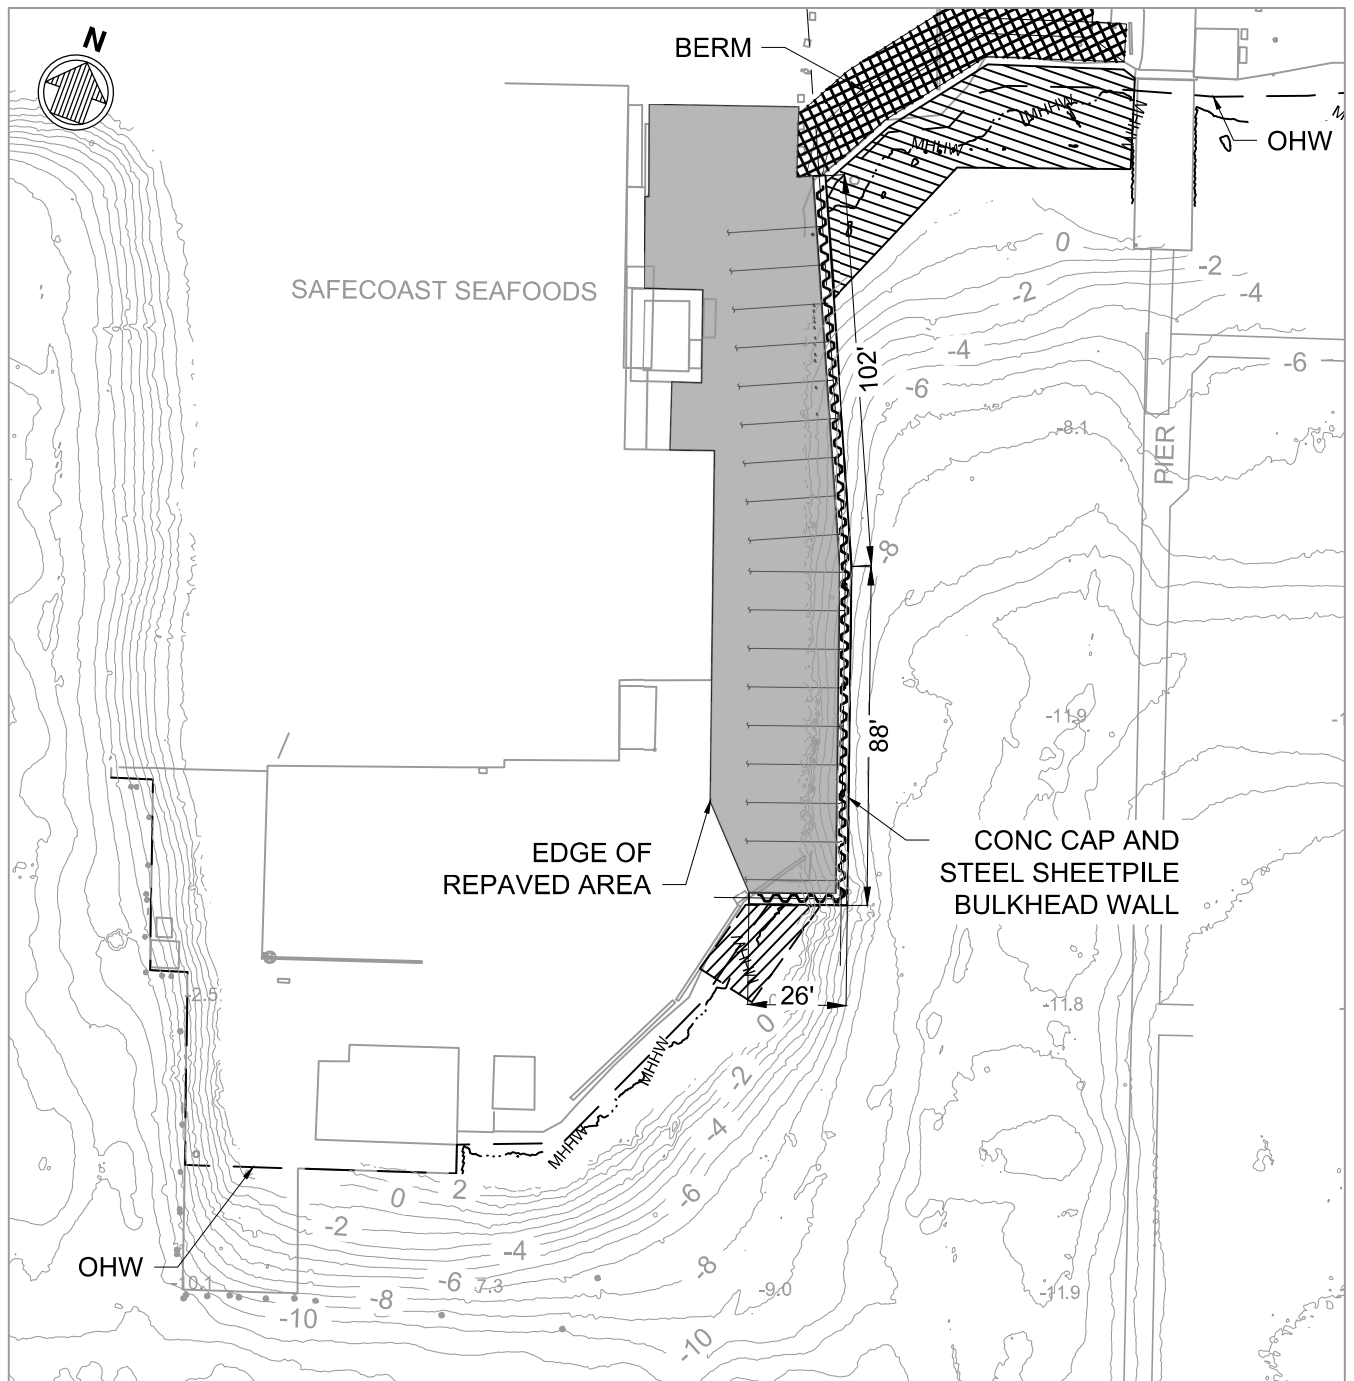 N
BERM
OHW
MHHW
MHHW
MHHW
SAFECOAST SEAFOODS
0
-2
-2
-4
-4
-6
-6
102'
-8.1
PIER
-8
-11.9
88'
EDGE OF
REPAVED AREA
CONC CAP AND
STEEL SHEETPILE
BULKHEAD WALL
-2.5
MHHW
26'
0
-11.8
MHHW
-2
-4
MHHW
-6
2
0
-2
-4
OHW
-10.1
-6
7.3
-8
-8
-9.0
-11.9
-10
-10